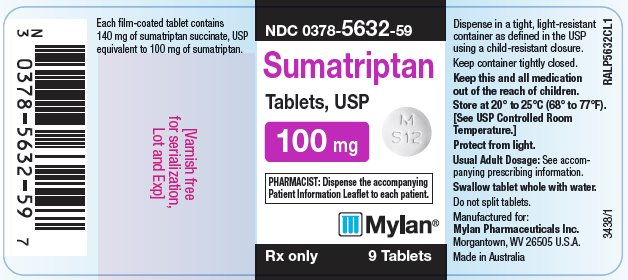 N
3
0378-5632-59
7
Each film-coated tablet contains
140 mg of sumatriptan succinate, USP
equivalent to 100 mg of sumatriptan.
[Varnish free
for serialization,
Lot and Exp]
NDC 0378-5632-59
Sumatriptan
Tablets, USP
100 mg
M
S12
PHARMACIST: Dispense the accompanying
Patient Information Leaflet to each patient.
Mylan®
Rx only 9 Tablets
Dispense in a tight, light-resistant
container as defined in the USP
using a child-resistant closure.
Keep container tightly closed.
Keep this and all medication
out of the reach of children.
Store at 20° to 25°C (68° to 77°F).
[See USP Controlled Room
Temperature.]
Protect from light.
Usual Adult Dosage: See accom-
panying prescribing information.
Swallow tablet whole with water.
Do not split tablets.
Manufactured for:
Mylan Pharmaceuticals Inc.
Morgantown, WV 26505 U.S.A.
Made in Australia
RALP5632CL1
3438/1